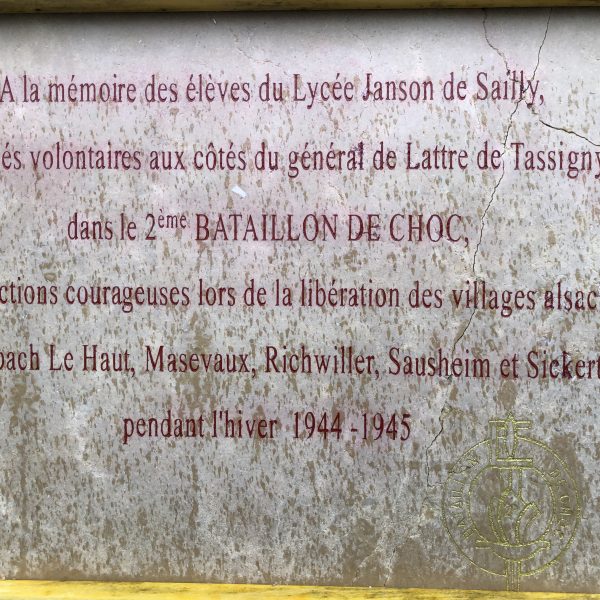 A la mémoire des élèves du Lycée Janson de Sailly,
és volontaires aux côtés du général de Lattre de Tassigny
dans le 2ème BATAILLON DE CHOC,
ctions courageuses lors de la libération des villages alsac
bach Le Haut, Masevaux, Richwiller, Sausheim et Sickert
pendant l'hiver 1944 -1945